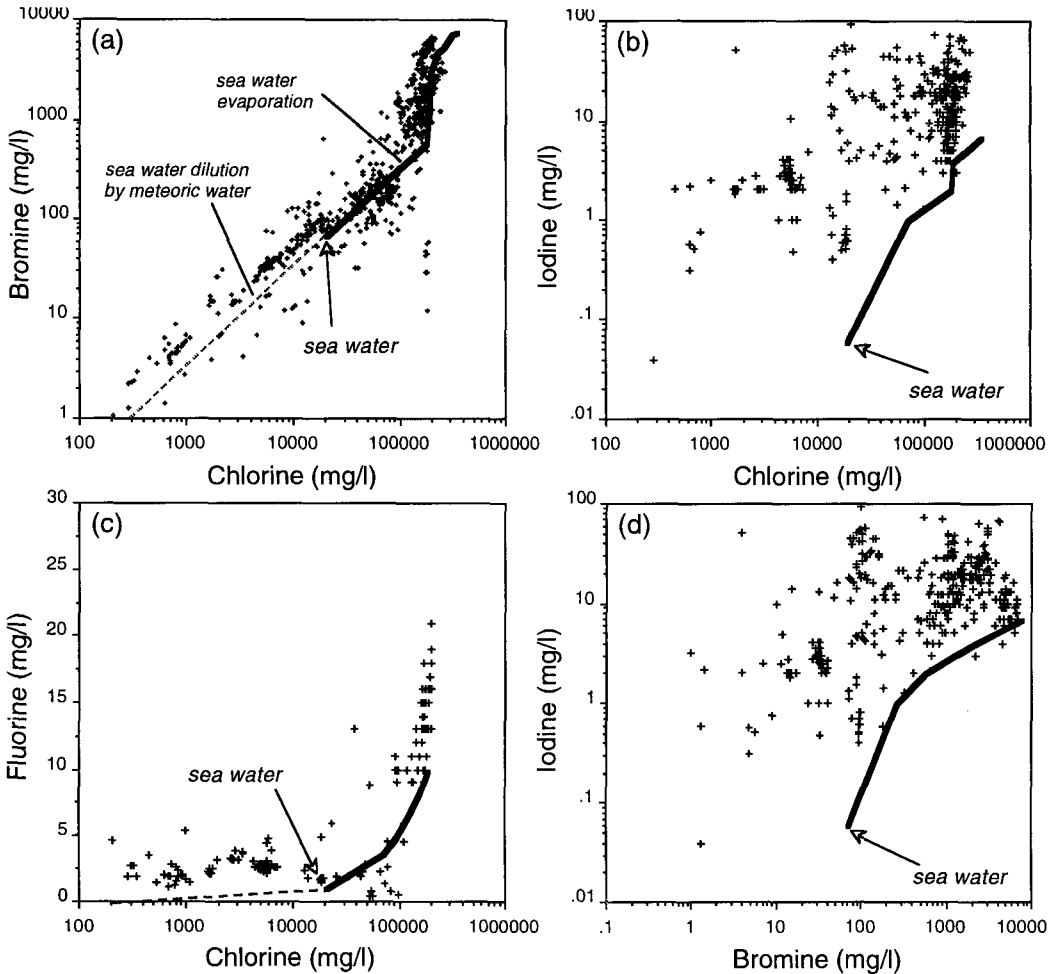 (a)
10000
1000
100
10
1
Bromine (mg/l)
sea water
evaporation
sea water dilution
by meteoric water
sea water
100
1000
10000
100000
1000000
Chlorine (mg/l)
(b)
100
10
1
.1
.01
Iodine (mg/l)
sea water
100
1000
10000
100000
1000000
Chlorine (mg/l)
(c)
30
25
20
15
10
5
0
Fluorine (mg/l)
sea water
100
1000
10000
100000
1000000
Chlorine (mg/l)
(d)
100
10
1
.1
.01
Iodine (mg/l)
sea water
.1
1
10
100
1000
10000
Bromine (mg/l)